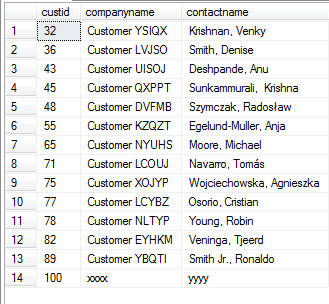 custid companyname contactname
1 32 Customer YSIQX Krishnan, Venky
2 36 Customer LVJSO Smith, Denise
3 43 Customer UISOJ Deshpande, Anu
4 45 Customer QXPPT Sunkammurali, Krishna
5 48 Customer DVFMB Szymczak, Radosław
6 55 Customer KZQZT Egelund-Muller, Anja
7 65 Customer NYUHS Moore, Michael
8 71 Customer LCOUJ Navarro, Tomás
9 75 Customer XOJYP Wojciechowska, Agnieszka
10 77 Customer LCYBZ Osorio, Cristian
11 78 Customer NLTYP Young, Robin
12 82 Customer EYHKM Veninga, Tjeerd
13 89 Customer YBQTI Smith Jr., Ronaldo
14 100 xxxx yyyy